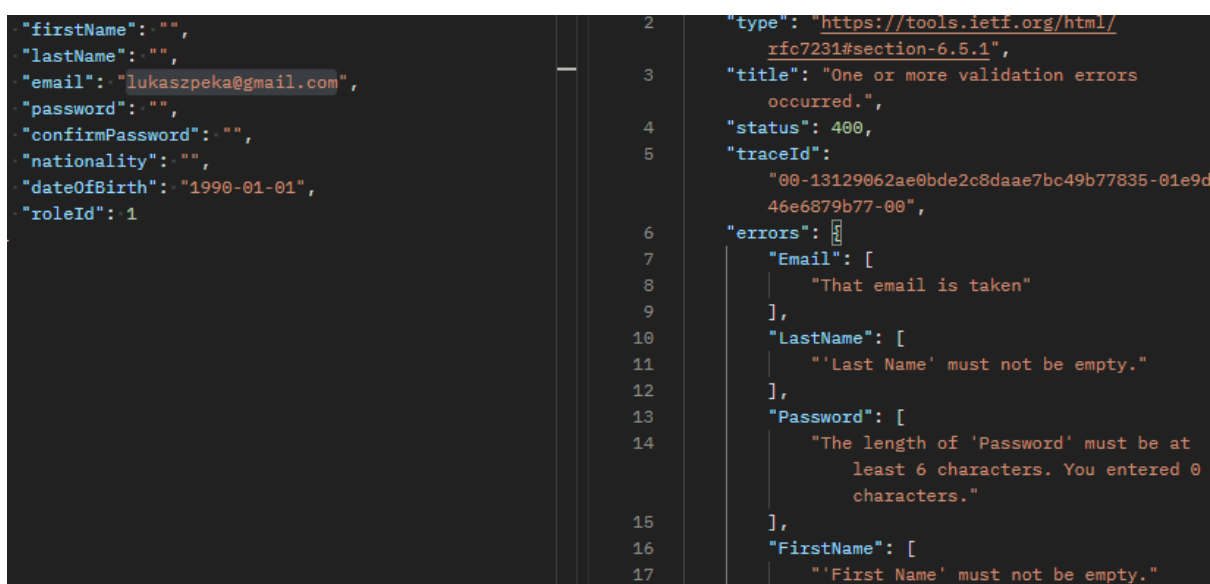 "firstName": "",
"lastName": "",
"email": "lukaszpeka@gmail.com",
"password": "",
"confirmPassword": "",
"nationality": "",
"dateOfBirth": "1990-01-01",
"roleId": 1
2 "type": "https://tools.ietf.org/html/
rfc7231#section-6.5.1",
3 "title": "One or more validation errors
occurred.",
4 "status": 400,
5 "traceId":
"00-13129062ae0bde2c8daae7bc49b77835-01e9d
46e6879b77-00",
6 "errors": {
7 "Email": [
8 "That email is taken"
9 ],
10 "LastName": [
11 "'Last Name' must not be empty."
12 ],
13 "Password": [
14 "The length of 'Password' must be at
least 6 characters. You entered 0
characters."
15 ],
16 "FirstName": [
17 "'First Name' must not be empty."